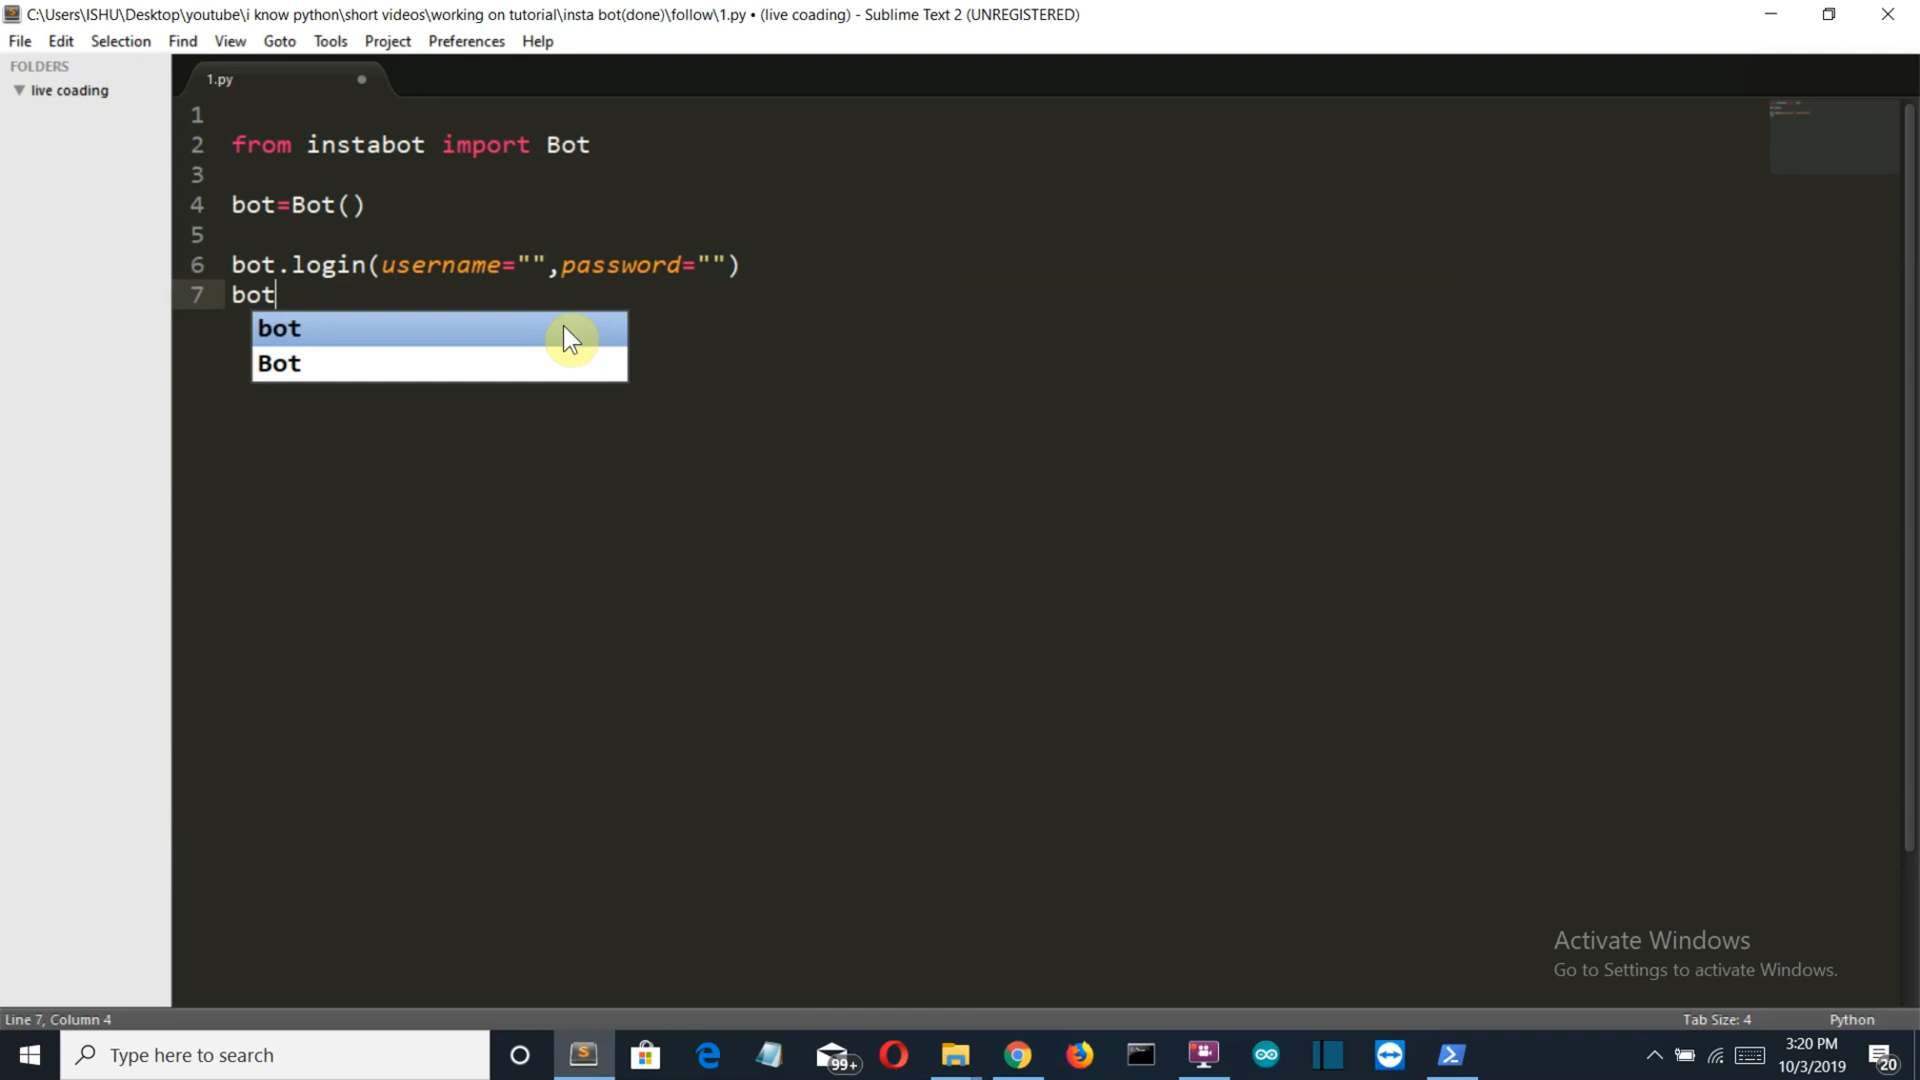 C:\Users\ISHU\Desktop\youtube\i know python\short videos\working on tutorial\insta bot(done)\follow\1.py • (live coading) - Sublime Text 2 (UNREGISTERED)
File Edit Selection Find View Goto Tools Project Preferences Help
FOLDERS
live coading
1.py
1
2 from instabot import Bot
3
4 bot=Bot()
5
6 bot.login(username="",password="")
7 bot
bot
Bot
Activate Windows
Go to Settings to activate Windows.
Line 7, Column 4
Tab Size: 4
Python
Type here to search
99+
3:20 PM
10/3/2019
20